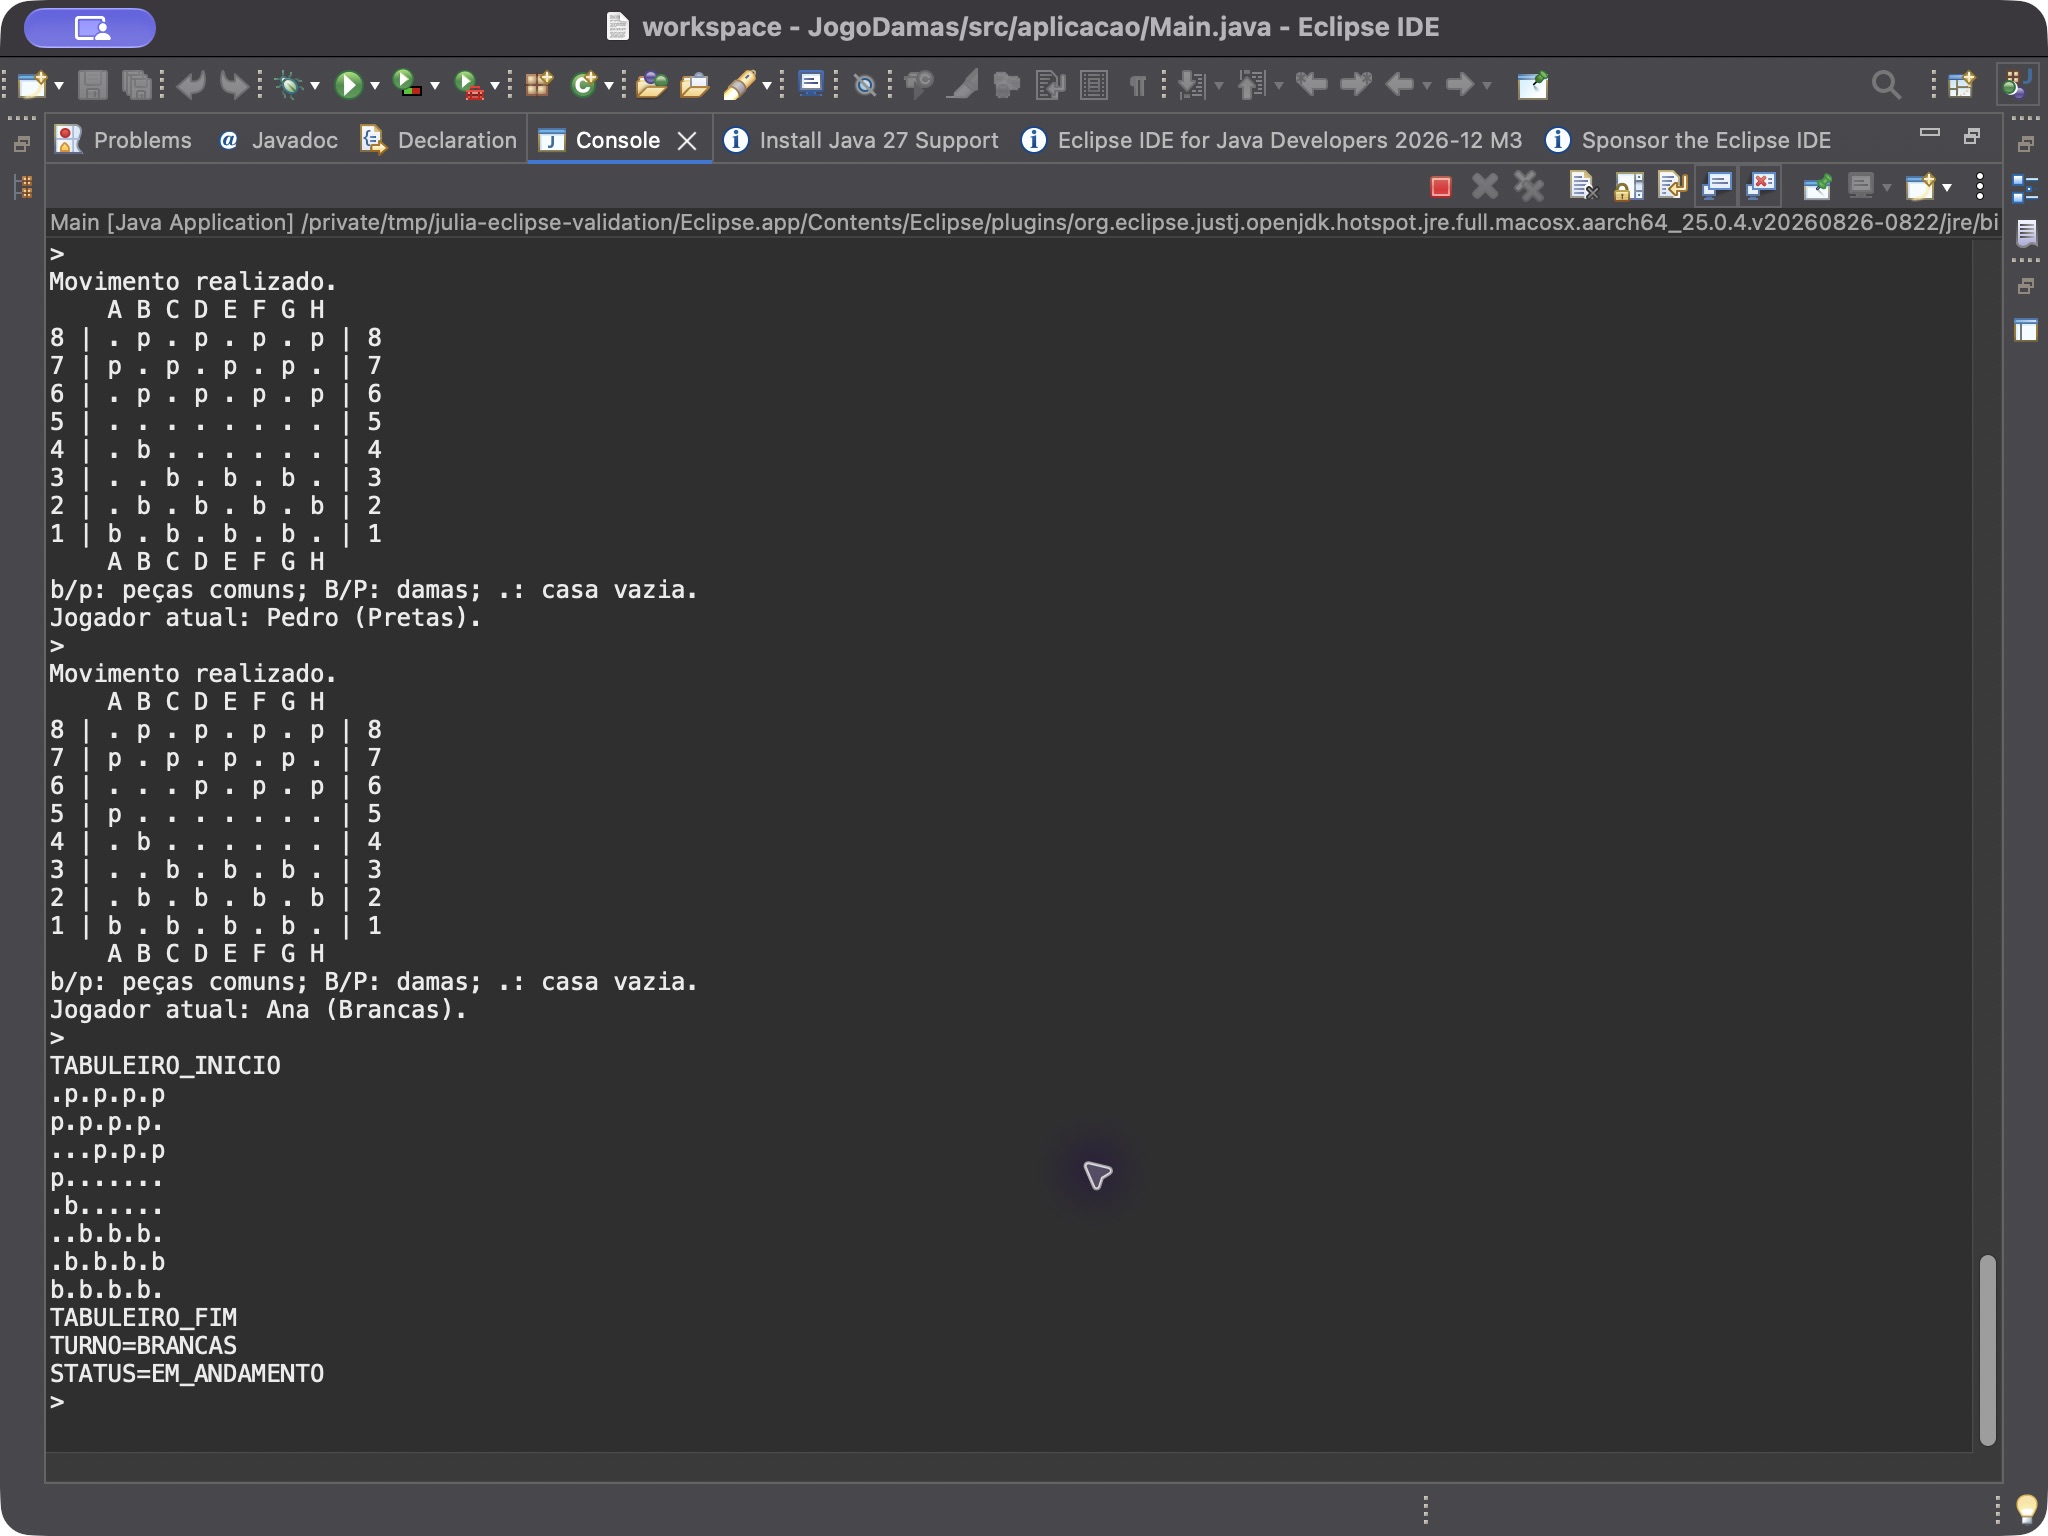 workspace - JogoDamas/src/aplicacao/Main.java - Eclipse IDE
Problems Javadoc Declaration Console Install Java 27 Support Eclipse IDE for Java Developers 2026-12 M3 Sponsor the Eclipse IDE
Main [Java Application] /private/tmp/julia-eclipse-validation/Eclipse.app/Contents/Eclipse/plugins/org.eclipse.justj.openjdk.hotspot.jre.full.macosx.aarch64_25.0.4.v20260826-0822/jre/bi
>
Movimento realizado.
    A B C D E F G H
8 | . p . p . p . p | 8
7 | p . p . p . p . | 7
6 | . p . p . p . p | 6
5 | . . . . . . . . | 5
4 | . b . . . . . . | 4
3 | . . b . b . b . | 3
2 | . b . b . b . b | 2
1 | b . b . b . b . | 1
    A B C D E F G H
b/p: peças comuns; B/P: damas; .: casa vazia.
Jogador atual: Pedro (Pretas).
>
Movimento realizado.
    A B C D E F G H
8 | . p . p . p . p | 8
7 | p . p . p . p . | 7
6 | . . . p . p . p | 6
5 | p . . . . . . . | 5
4 | . b . . . . . . | 4
3 | . . b . b . b . | 3
2 | . b . b . b . b | 2
1 | b . b . b . b . | 1
    A B C D E F G H
b/p: peças comuns; B/P: damas; .: casa vazia.
Jogador atual: Ana (Brancas).
>
TABULEIRO_INICIO
.p.p.p.p
p.p.p.p.
...p.p.p
p.......
.b......
..b.b.b.
.b.b.b.b
b.b.b.b.
TABULEIRO_FIM
TURNO=BRANCAS
STATUS=EM_ANDAMENTO
>